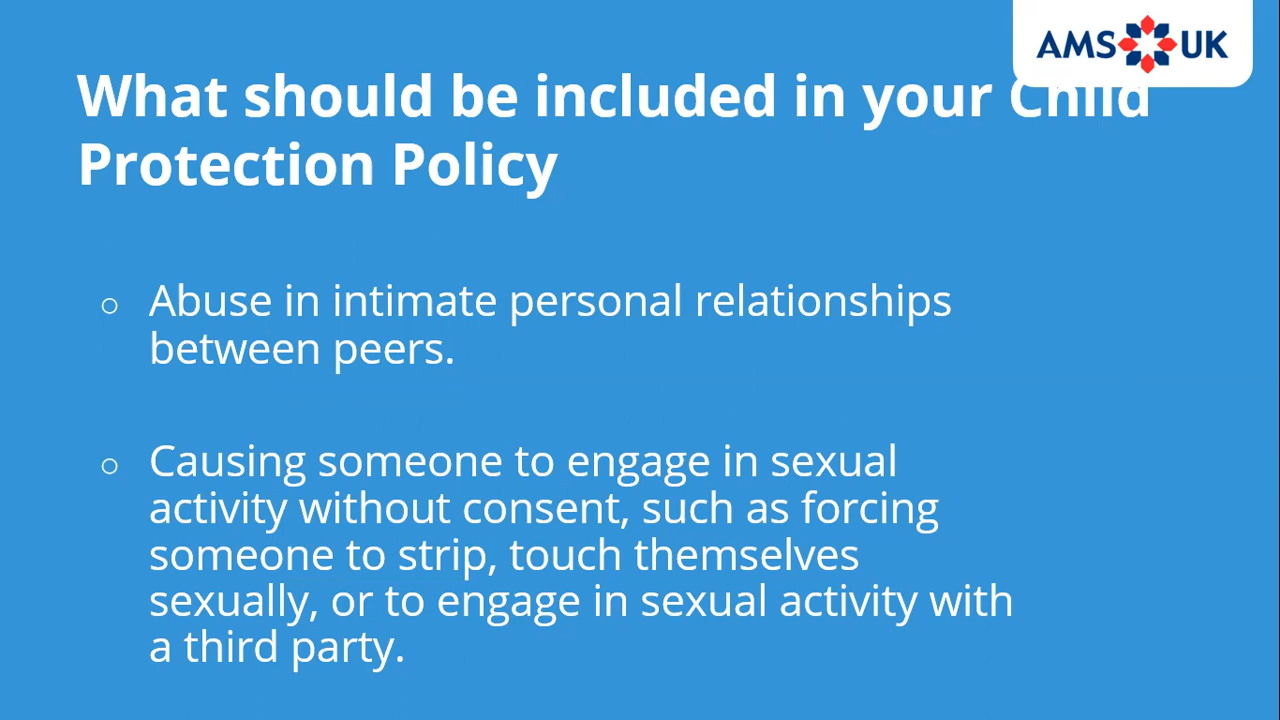 AMS UK
What should be included in your Child
Protection Policy
○ Abuse in intimate personal relationships
between peers.
○ Causing someone to engage in sexual
activity without consent, such as forcing
someone to strip, touch themselves
sexually, or to engage in sexual activity with
a third party.